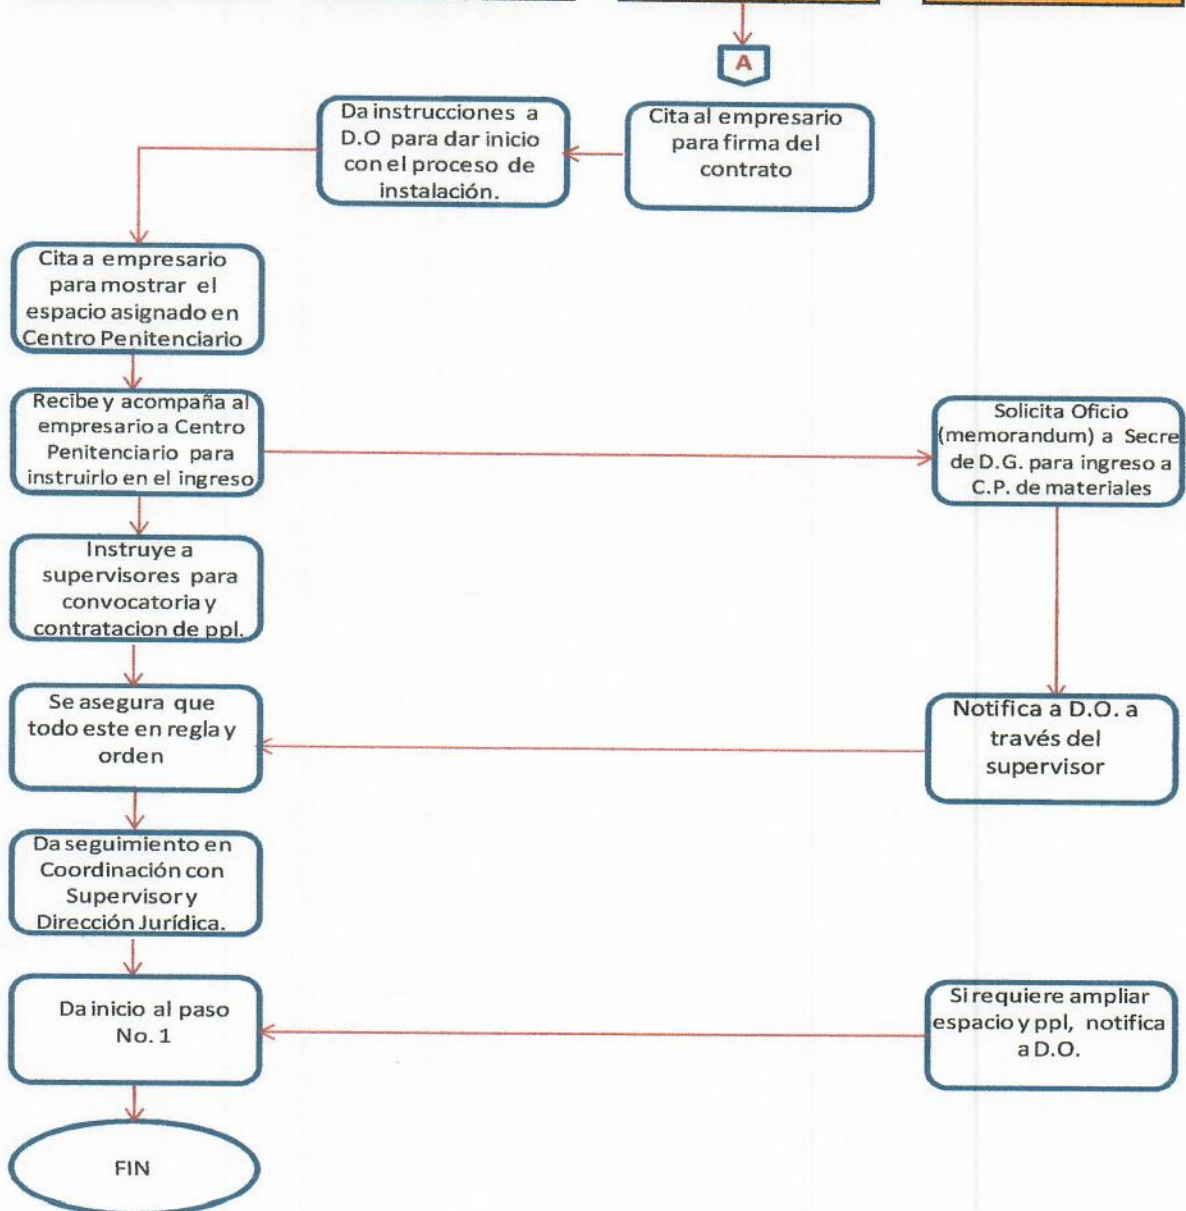 A
Da instrucciones a
D.O para dar inicio
con el proceso de
instalación.
Cita al empresario
para firma del
contrato
Cita a empresario
para mostrar el
espacio asignado en
Centro Penitenciario
Recibe y acompaña al
empresario a Centro
Penitenciario para
instruirlo en el ingreso
Solicita Oficio
(memorandum) a Secre
de D.G. para ingreso a
C.P. de materiales
Instruye a
supervisores para
convocatoria y
contratacion de ppl.
Se asegura que
todo este en regla y
orden
Notifica a D.O. a
través del
supervisor
Da seguimiento en
Coordinación con
Supervisor y
Dirección Jurídica.
Da inicio al paso
No. 1
Si requiere ampliar
espacio y ppl, notifica
a D.O.
FIN